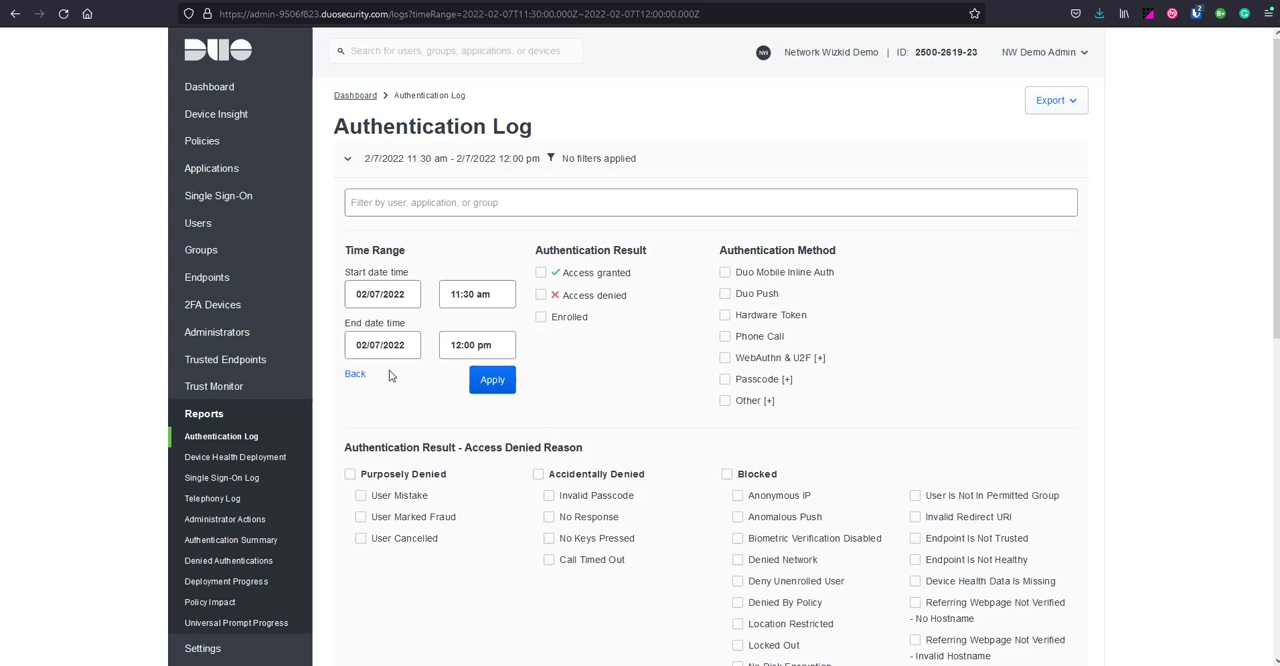 https://admin-9506f823.duosecurity.com/logs?timeRange=2022-02-07T11:30:00.000Z~2022-02-07T12:00:00.000Z
DUO
Search for users, groups, applications, or devices
NW
Network Wizkid Demo | ID: 2500-2619-23
NW Demo Admin
Dashboard
Device Insight
Policies
Applications
Single Sign-On
Users
Groups
Endpoints
2FA Devices
Administrators
Trusted Endpoints
Trust Monitor
Reports
Authentication Log
Device Health Deployment
Single Sign-On Log
Telephony Log
Administrator Actions
Authentication Summary
Denied Authentications
Deployment Progress
Policy Impact
Universal Prompt Progress
Settings
Dashboard > Authentication Log
Export
Authentication Log
2/7/2022 11:30 am - 2/7/2022 12:00 pm No filters applied
Filter by user, application, or group
Time Range
Start date time
02/07/2022 11:30 am
End date time
02/07/2022 12:00 pm
Back
Apply
Authentication Result
Access granted
Access denied
Enrolled
Authentication Method
Duo Mobile Inline Auth
Duo Push
Hardware Token
Phone Call
WebAuthn & U2F [+]
Passcode [+]
Other [+]
Authentication Result - Access Denied Reason
Purposely Denied
User Mistake
User Marked Fraud
User Cancelled
Accidentally Denied
Invalid Passcode
No Response
No Keys Pressed
Call Timed Out
Blocked
Anonymous IP
Anomalous Push
Biometric Verification Disabled
Denied Network
Deny Unenrolled User
Denied By Policy
Location Restricted
Locked Out
No Disk Encryption
User Is Not In Permitted Group
Invalid Redirect URI
Endpoint Is Not Trusted
Endpoint Is Not Healthy
Device Health Data Is Missing
Referring Webpage Not Verified
- No Hostname
Referring Webpage Not Verified
- Invalid Hostname